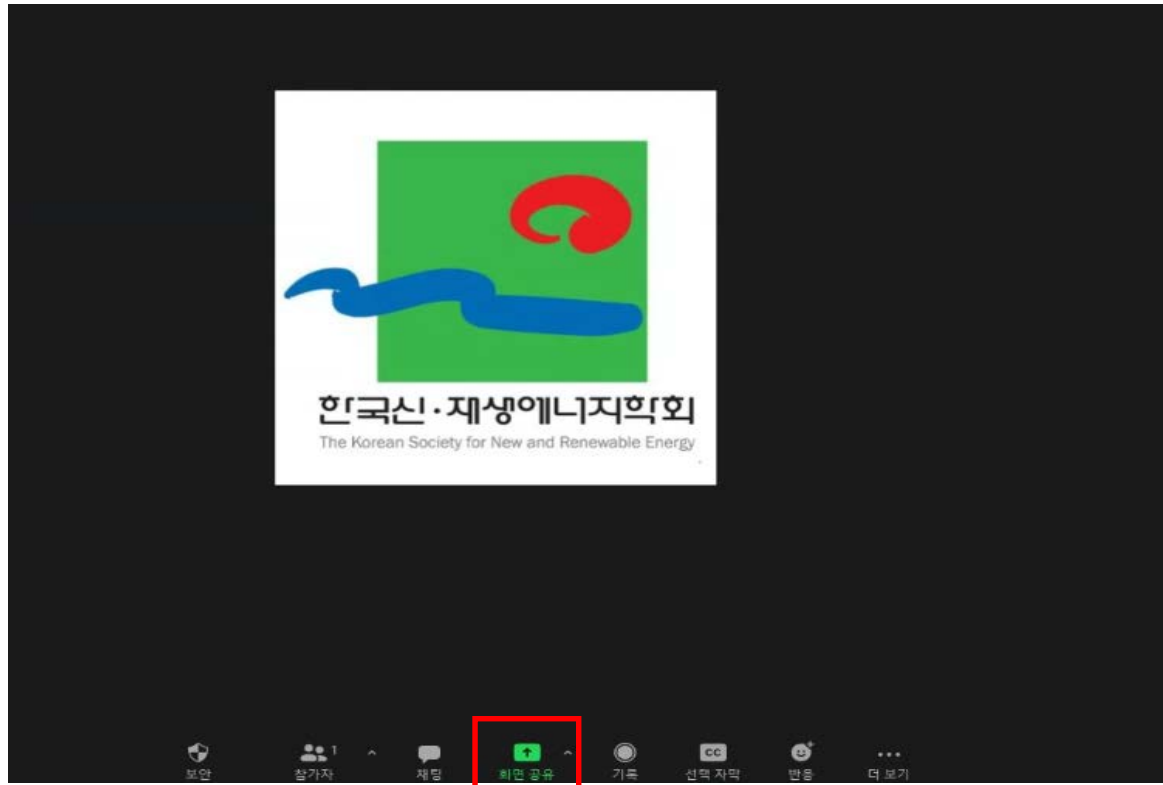 한국신·재생에너지학회
The Korean Society for New and Renewable Energy
보안 참가자 1 채팅 화면 공유 기록 CC 선택 자막 반응 더 보기